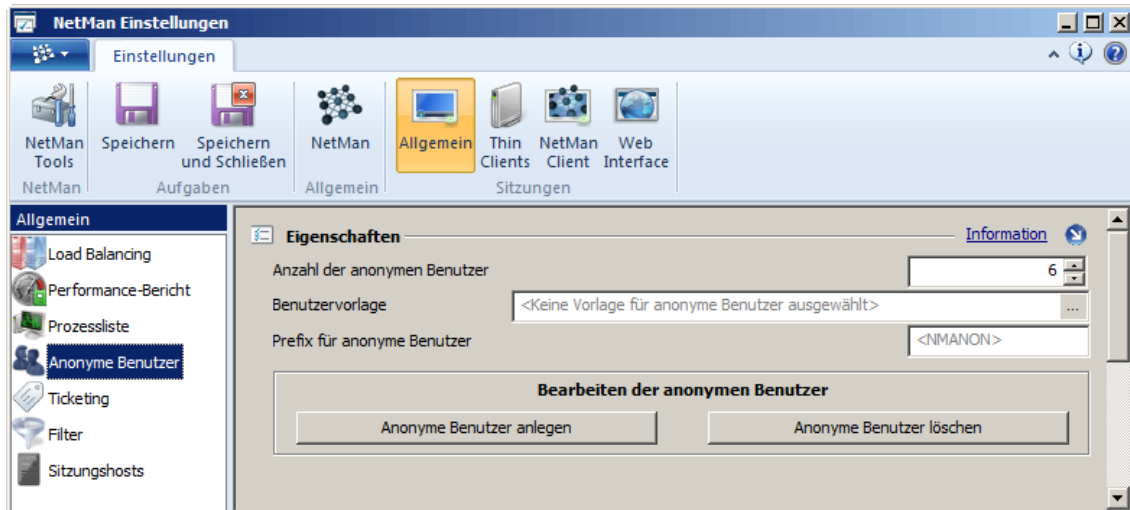 NetMan Einstellungen
Einstellungen
NetMan Tools
Speichern
Speichern und Schließen
NetMan
Allgemein
Thin Clients
NetMan Client
Web Interface
NetMan
Aufgaben
Allgemein
Sitzungen
Allgemein
Load Balancing
Performance-Bericht
Prozessliste
Anonyme Benutzer
Ticketing
Filter
Sitzungshosts
Eigenschaften
Information
Anzahl der anonymen Benutzer
6
Benutzervorlage
<Keine Vorlage für anonyme Benutzer ausgewählt>
...
Prefix für anonyme Benutzer
<NMANON>
Bearbeiten der anonymen Benutzer
Anonyme Benutzer anlegen
Anonyme Benutzer löschen